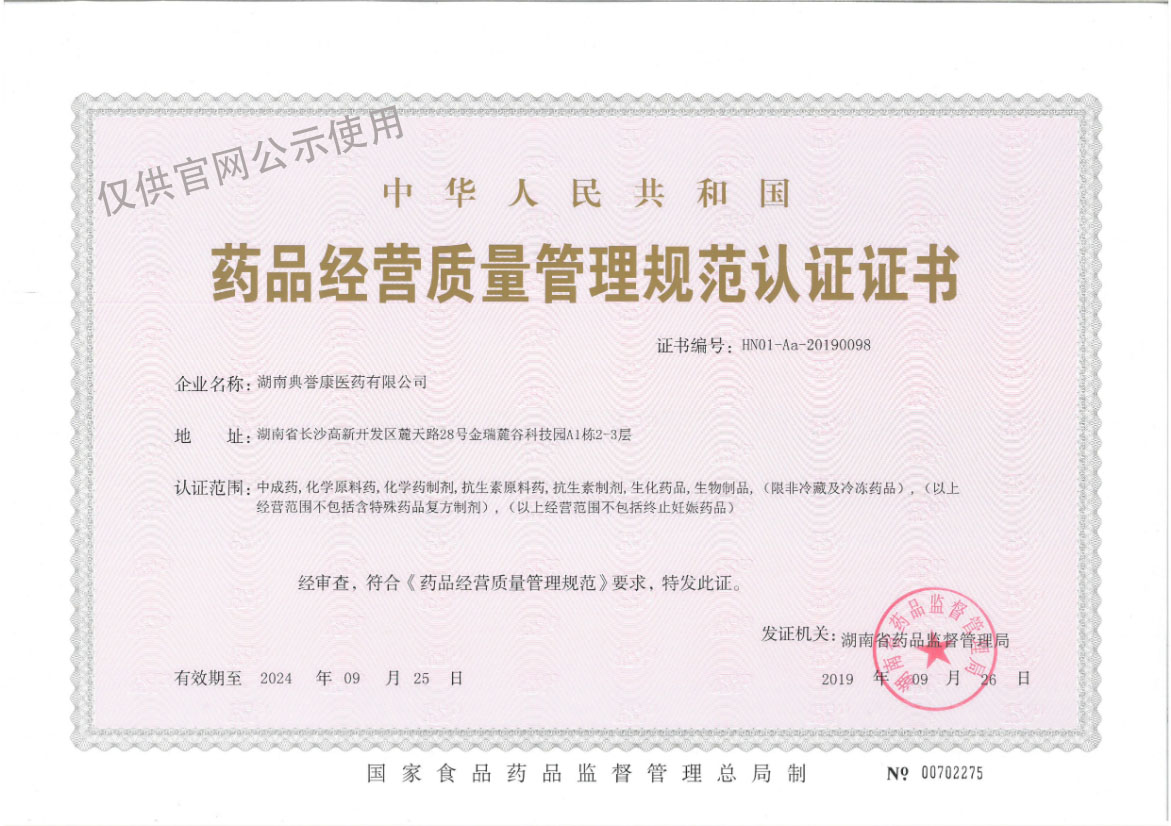 仅供官网公示使用
中华人民共和国
药品经营质量管理规范认证证书
证书编号：HN01-Aa-20190098
企业名称：湖南典誉康医药有限公司
地 址：湖南省长沙高新开发区麓天路28号金瑞麓谷科技园A1栋2-3层
认证范围：中成药,化学原料药,化学药制剂,抗生素原料药,抗生素制剂,生化药品,生物制品,（限非冷藏及冷冻药品）,（以上
经营范围不包括含特殊药品复方制剂）,（以上经营范围不包括终止妊娠药品）
经审查，符合《药品经营质量管理规范》要求，特发此证。
发证机关：湖南省药品监督管理局
湖南省药品监督管理局
有效期至 2024 年 09 月 25 日
2019 年 09 月 26 日
国家食品药品监督管理总局制
№ 00702275